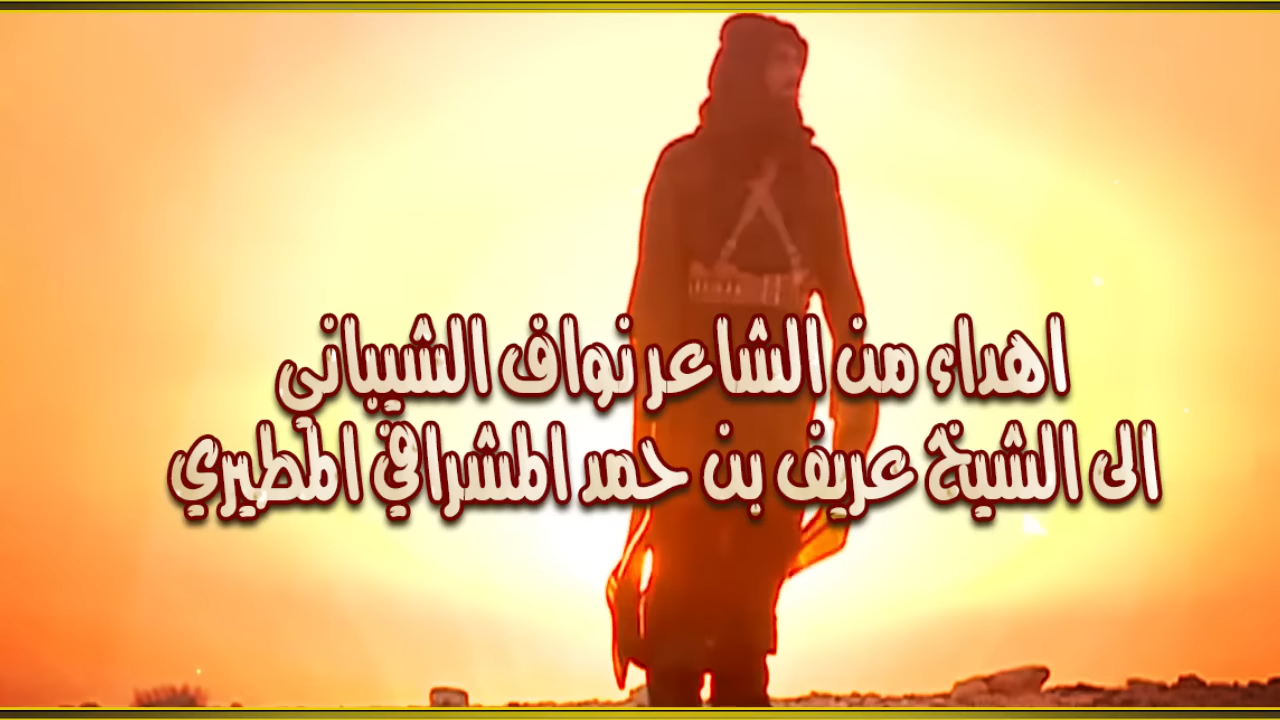 اهداء من الشاعر نواف الشيباني
الى الشيخ عريف بن حمد المشرافي المطيري